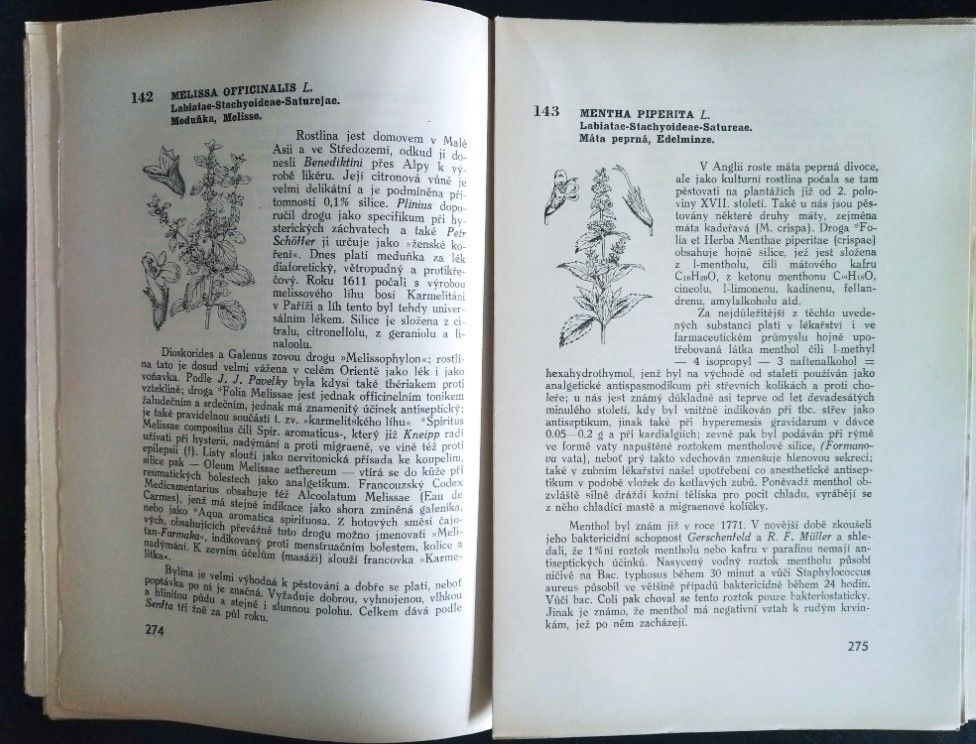 142 MELISSA OFFICINALIS L.
Labiatae-Stachyoideae-Saturejae.
Meduňka, Melisse.
Rostlina jest domovem v Malé
Asii a ve Středozemí, odkud ji do-
nesli Benediktini přes Alpy k vý-
robě likéru. Její citronová vůně je
velmi delikátní a je podmíněna pří-
tomností 0,1% silice. Plinius dopo-
ručil drogu jako specifikum při hy-
sterických záchvatech a také Petr
Schöffer ji určuje jako »ženské ko-
ření«. Dnes platí meduňka za lék
diaforetický, větropudný a protikře-
čový. Roku 1611 počali s výrobou
melissového líhu bosí Karmelitáni
v Paříži a líh tento byl tehdy univer-
sálním lékem. Silice je složena z ci-
tralu, citronellolu, z geraniolu a li-
naloolu.
Dioskorides a Galenus zovou drogu »Melissophylon«; rostli-
na tato je dosud velmi vážena v celém Orientě jako lék i jako
voňavka. Podle J. J. Pavelky byla kdysi také thériakem proti
vzteklině; droga *Folia Melissae jest jednak officinelním tonikem
žaludečním a srdečním, jednak má znamenitý účinek antiseptický;
je také pravidelnou součástí t. zv. »karmelitského líhu« *Spiritus
Melissae compositus čili Spir. aromaticus-, který již Kneipp radí
užívati při hysterii, nadýmání a proti migraeně, ve víně též proti
epilepsii (!). Listy slouží jako nervitonická přísada ke koupelím,
silice pak — Oleum Melissae aethereum — vtírá se do kůže při
reumatických bolestech jako analgetikum. Francouzský Codex
Medicamentarius obsahuje též Alcoolatum Melissae (Eau de
Carmes), jenž má stejné indikace jako shora zmíněná galenika,
nebo jako *Aqua aromatica spirituosa. Z hotových směsí čajo-
vých, obsahujících převážně tuto drogu možno jmenovati »Meli-
tan-Farmaka«, indikovaný proti menstruačním bolestem, kolice a
nadýmání. K zevním účelům (masáži) slouží francovka »Karme-
litka«.
Bylina je velmi výhodná k pěstování a dobře se platí, neboť
poptávka po ní je značná. Vyžaduje dobrou, vyhnojenou, vlhkou
a hlinitou půdu a stejně i slunnou polohu. Celkem dává podle
Senfta tři žně za půl roku.
274
143 MENTHA PIPERITA L.
Labiatae-Stachyoideae-Satureae.
Máta peprná, Edelminze.
V Anglii roste máta peprná divoce,
ale jako kulturní rostlina počala se tam
pěstovati na plantážích již od 2. polo-
viny XVII. století. Také u nás jsou pěs-
továny některé druhy máty, zejména
máta kadeřavá (M. crispa). Droga *Fo-
lia et Herba Menthae piperitae (crispae)
obsahuje hojně silice, jež jest složena
z l-mentholu, čili mátového kafru
C₁₀H₂₀O, z ketonu menthonu C₁₀H₁₈O,
cineolu, l-limonenu, kadinenu, fellan-
drenu, amylalkoholu atd.
Za nejdůležitější z těchto uvede-
ných substancí platí v lékařství i ve
farmaceutickém průmyslu hojně upo-
třebovaná látka menthol čili l-methyl
— 4 isopropyl — 3 naftenalkohol =
hexahydrothymol, jenž byl na východě od staletí používán jako
analgetické antispasmodikum při střevních kolikách a proti cho-
leře; u nás jest známý důkladně asi teprve od let devadesátých
minulého století, kdy byl vnitřně indikován při tbc. střev jako
antiseptikum, jinak také při hyperemesis gravidarum v dávce
0.05—0.2 g a při kardialgiích; zevně pak byl podáván při rýmě
ve formě vaty napuštěné roztokem mentholové silice, (Formano-
va vata), neboť prý takto vdechován zmenšuje hlenovou sekreci;
také v zubním lékařství našel upotřebení co anesthetické antisep-
tikum v podobě vložek do kotlavých zubů. Poněvadž menthol ob-
zvláště silně dráždí kožní tělíska pro pocit chladu, vyrábějí se
z něho chladicí masti a migraenové kolíčky.
Menthol byl znám již v roce 1771. V novější době zkoušeli
jeho baktericidní schopnost Gerschenfeld a R. F. Müller a shle-
dali, že 1%ní roztok mentholu nebo kafru v parafinu nemají an-
tiseptických účinků. Nasycený vodný roztok mentholu působí
ničivě na Bac. typhosus během 30 minut a vůči Staphylococcus
aureus působil ve většině případů baktericidně během 24 hodin.
Vůči bac. Coli pak choval se tento roztok pouze bakteriostaticky.
Jinak je známo, že menthol má negativní vztah k rudým krvin-
kám, jež po něm zacházejí.
275